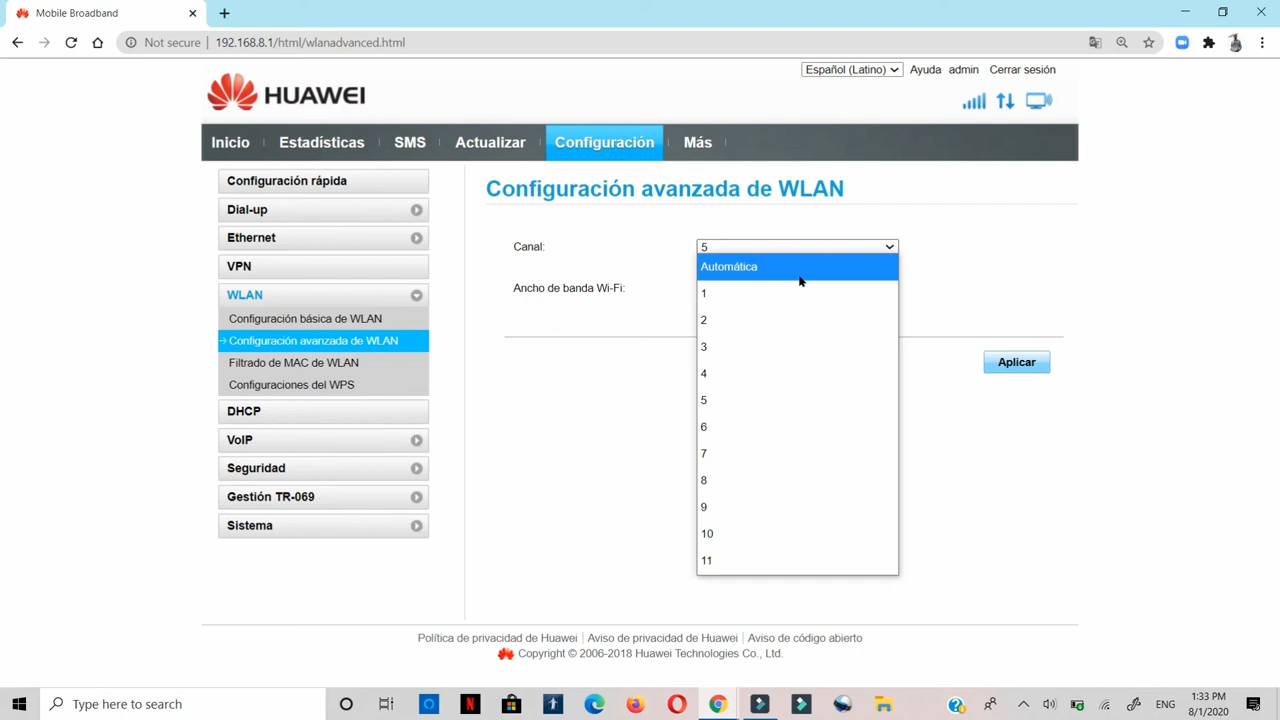 Mobile Broadband
Not secure 192.168.8.1/html/wlanadvanced.html
Español (Latino) Ayuda admin Cerrar sesión
HUAWEI
Inicio Estadísticas SMS Actualizar Configuración Más
Configuración rápida
Dial-up
Ethernet
VPN
WLAN
Configuración básica de WLAN
Configuración avanzada de WLAN
Filtrado de MAC de WLAN
Configuraciones del WPS
DHCP
VoIP
Seguridad
Gestión TR-069
Sistema
Configuración avanzada de WLAN
Canal: 5
Ancho de banda Wi-Fi:
Automática
1
2
3
4
5
6
7
8
9
10
11
Aplicar
Política de privacidad de Huawei Aviso de privacidad de Huawei Aviso de código abierto
Copyright © 2006-2018 Huawei Technologies Co., Ltd.
Type here to search
ENG
1:33 PM
8/1/2020